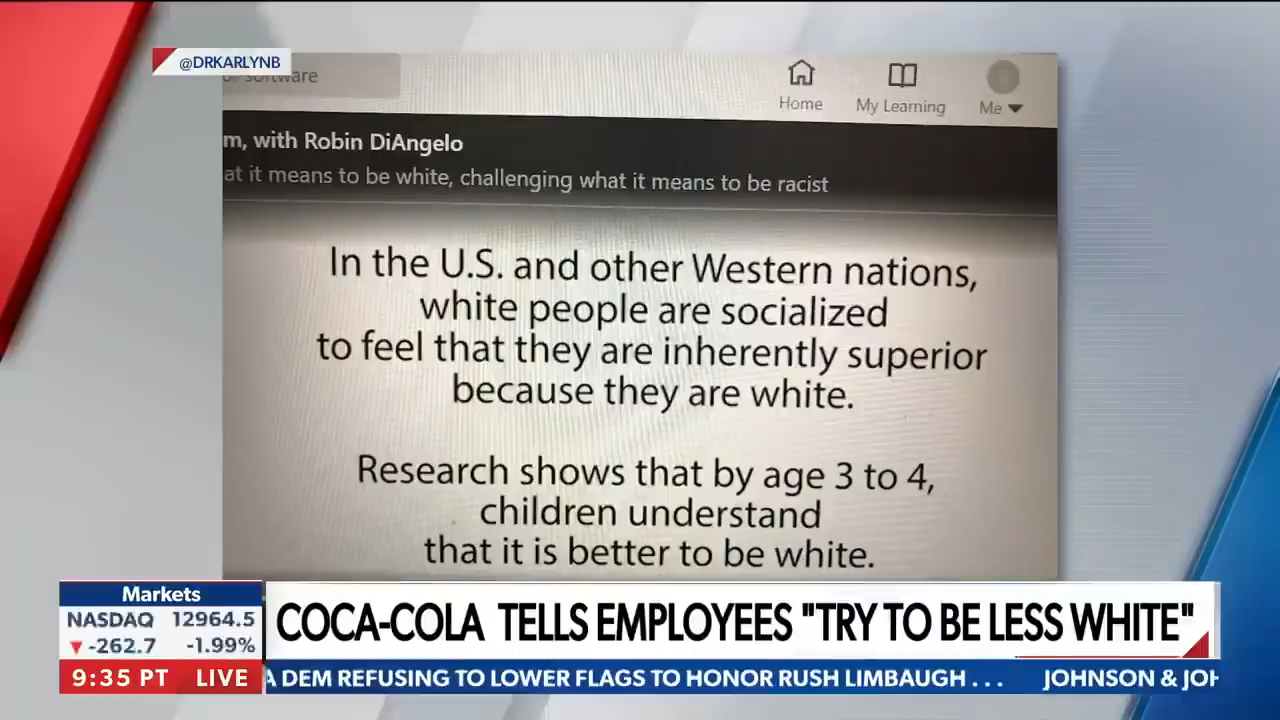 @DRKARLYNB
software
Home
My Learning
Me
m, with Robin DiAngelo
at it means to be white, challenging what it means to be racist
In the U.S. and other Western nations,
white people are socialized
to feel that they are inherently superior
because they are white.
Research shows that by age 3 to 4,
children understand
that it is better to be white.
Markets
NASDAQ 12964.5
▼ -262.7 -1.99%
9:35 PT LIVE
COCA-COLA TELLS EMPLOYEES "TRY TO BE LESS WHITE"
A DEM REFUSING TO LOWER FLAGS TO HONOR RUSH LIMBAUGH . . . JOHNSON & JOH